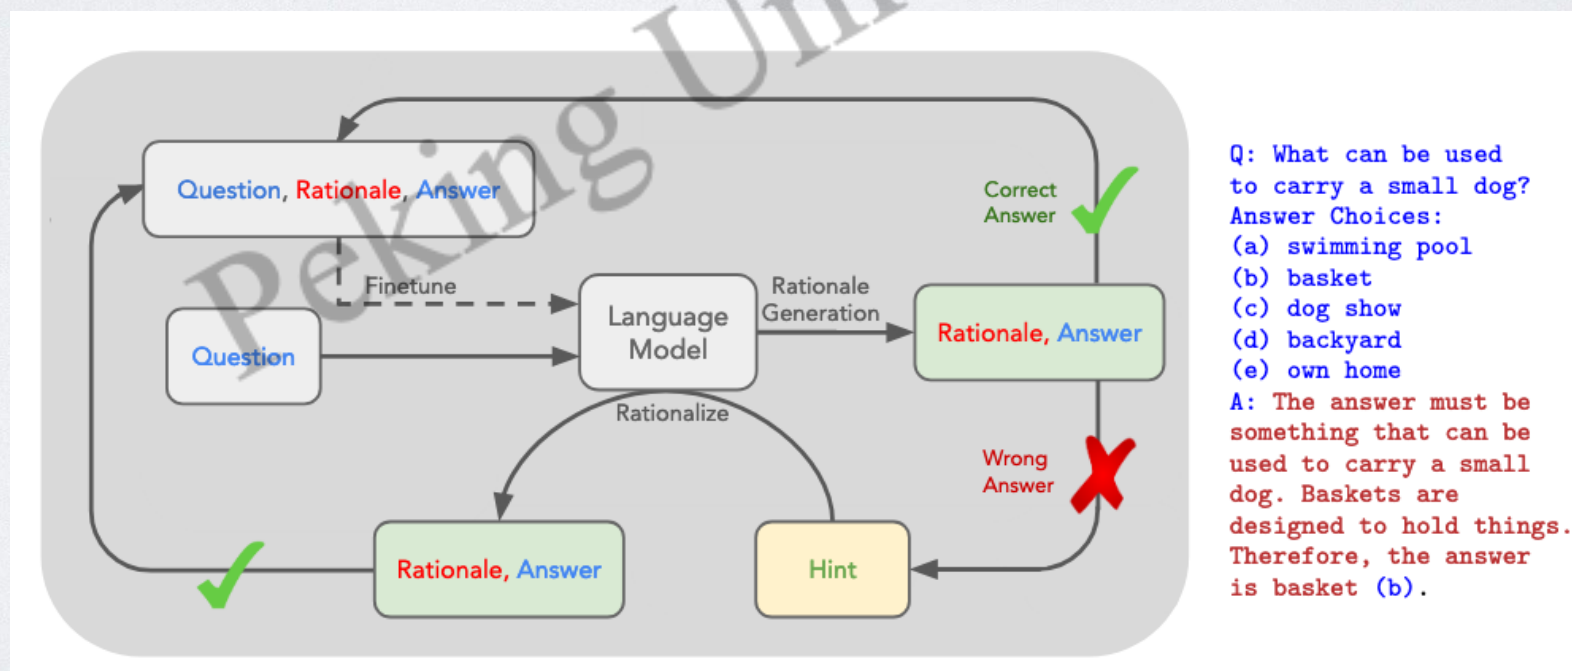 Peking Un
Question, Rationale, Answer
Correct
Answer
Finetune
Language
Model
Rationale
Generation
Question
Rationale, Answer
Rationalize
Wrong
Answer
Rationale, Answer
Hint
Q: What can be used
to carry a small dog?
Answer Choices:
(a) swimming pool
(b) basket
(c) dog show
(d) backyard
(e) own home
A: The answer must be
something that can be
used to carry a small
dog. Baskets are
designed to hold things.
Therefore, the answer
is basket (b).